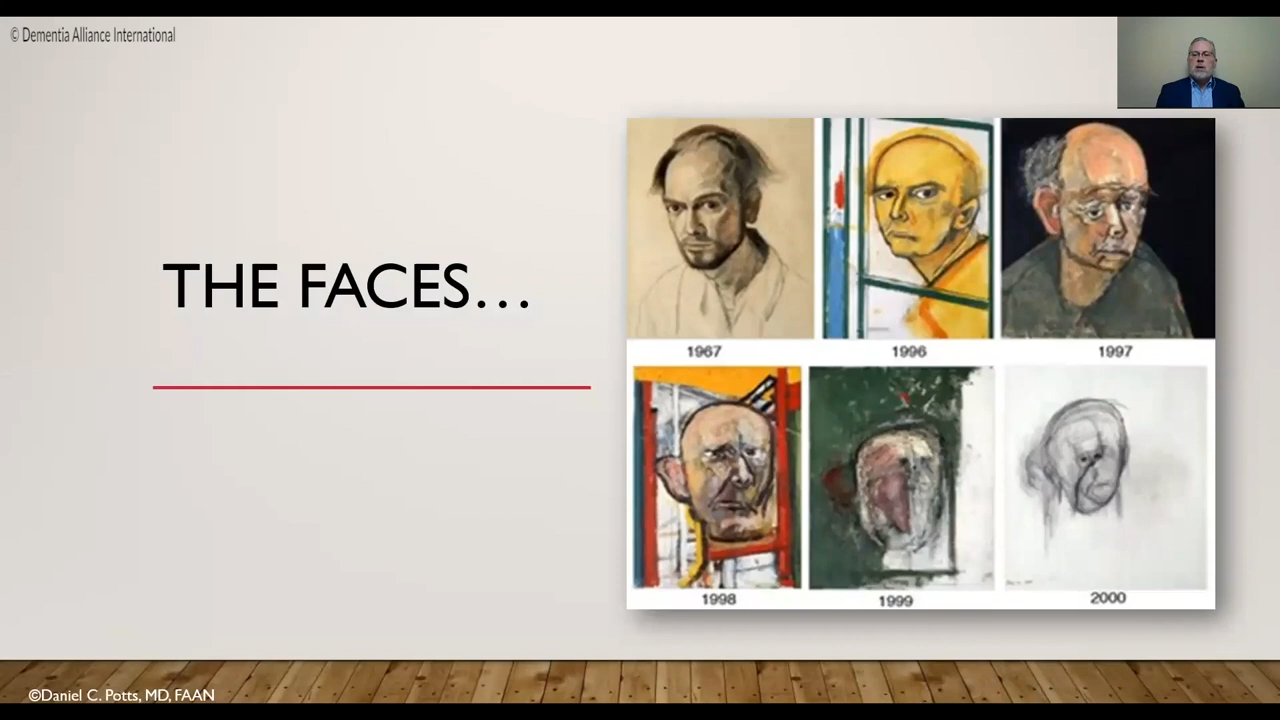 © Dementia Alliance International
THE FACES...
1967
1996
1997
1998
1999
2000
©Daniel C. Potts, MD, FAAN